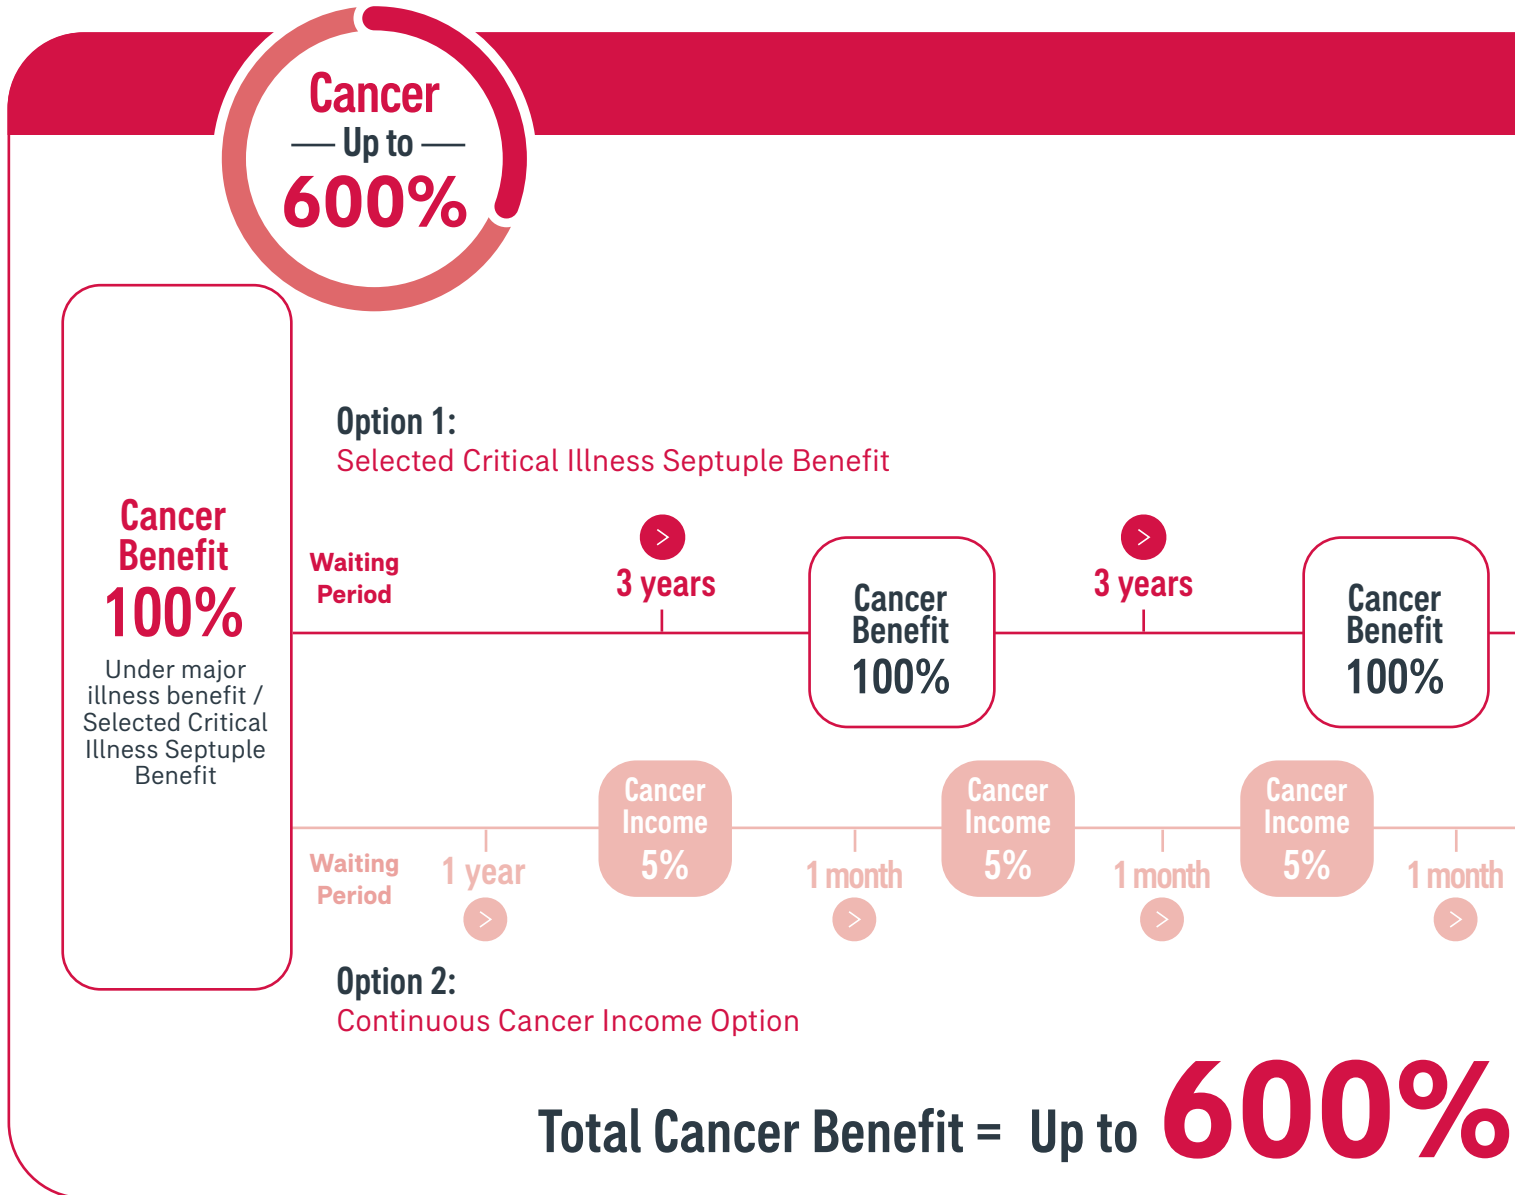 Cancer
Up to
600%
Cancer
Benefit
100%
Under major
illness benefit /
Selected Critical
Illness Septuple
Benefit
Option 1:
Selected Critical Illness Septuple Benefit
Waiting
Period
3 years
Cancer
Benefit
100%
3 years
Cancer
Benefit
100%
Waiting
Period
1 year
Cancer
Income
5%
1 month
Cancer
Income
5%
1 month
Cancer
Income
5%
1 month
Option 2:
Continuous Cancer Income Option
Total Cancer Benefit = Up to 600%